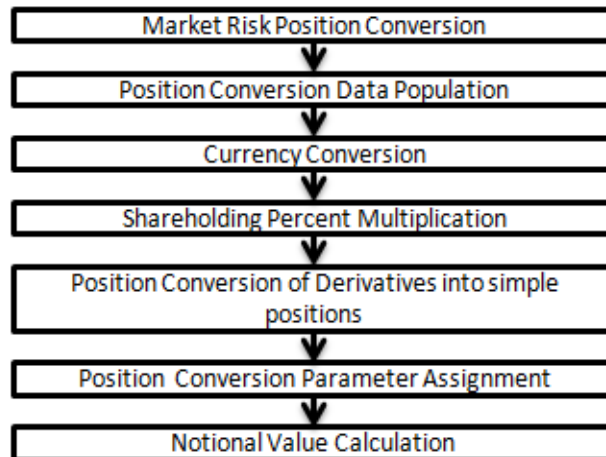 Market Risk Position Conversion
Position Conversion Data Population
Currency Conversion
Shareholding Percent Multiplication
Position Conversion of Derivatives into simple
positions
Position Conversion Parameter Assignment
Notional Value Calculation